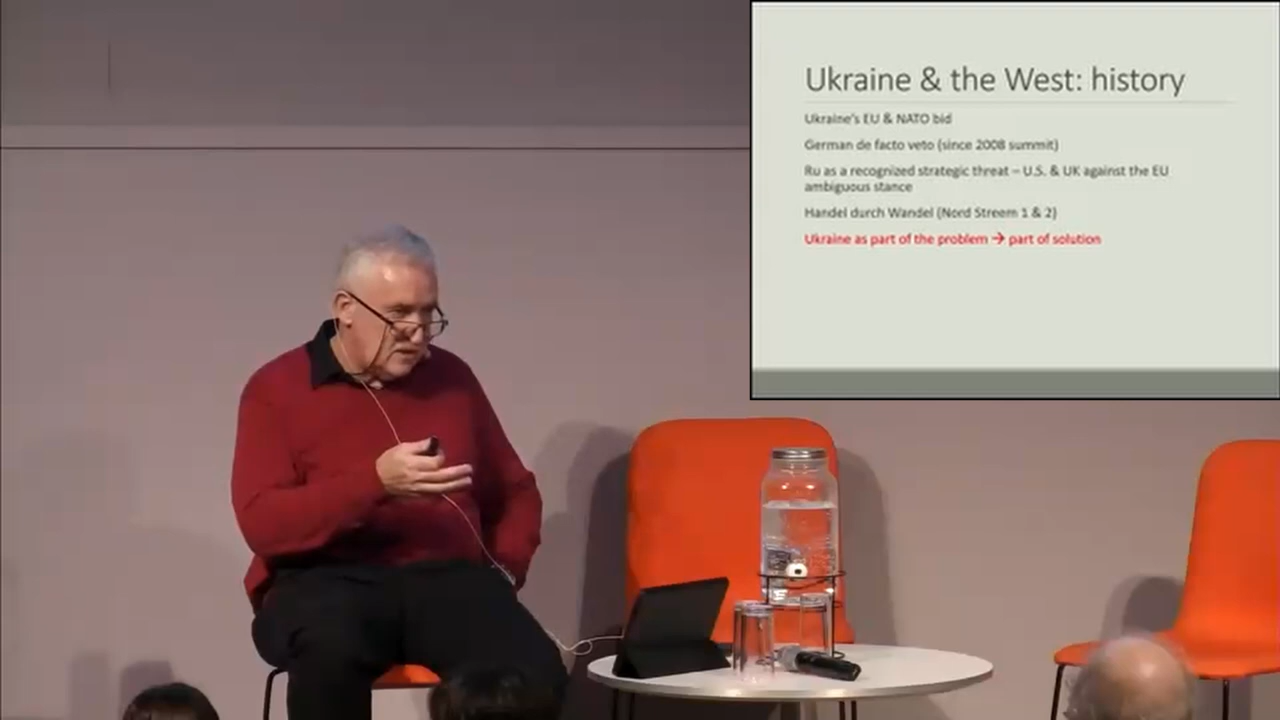 Ukraine & the West: history
Ukraine's EU & NATO bid
German de facto veto (since 2008 summit)
Ru as a recognized strategic threat – U.S. & UK against the EU
ambiguous stance
Handel durch Wandel (Nord Streem 1 & 2)
Ukraine as part of the problem → part of solution